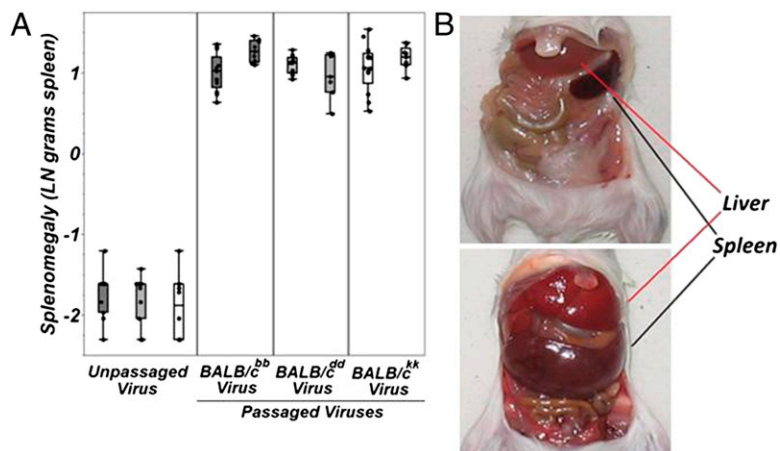 A
B
Splenomegaly (LN grams spleen)
1
0
-1
-2
Unpassaged Virus
BALB/c^bb Virus
BALB/c^dd Virus
BALB/c^kk Virus
Passaged Viruses
Liver
Spleen